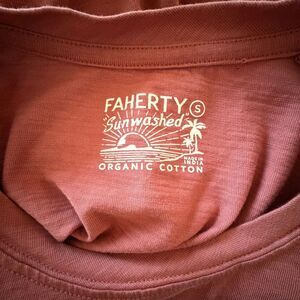 FAHERTY S
Sunwashed
MADE IN
INDIA
ORGANIC COTTON